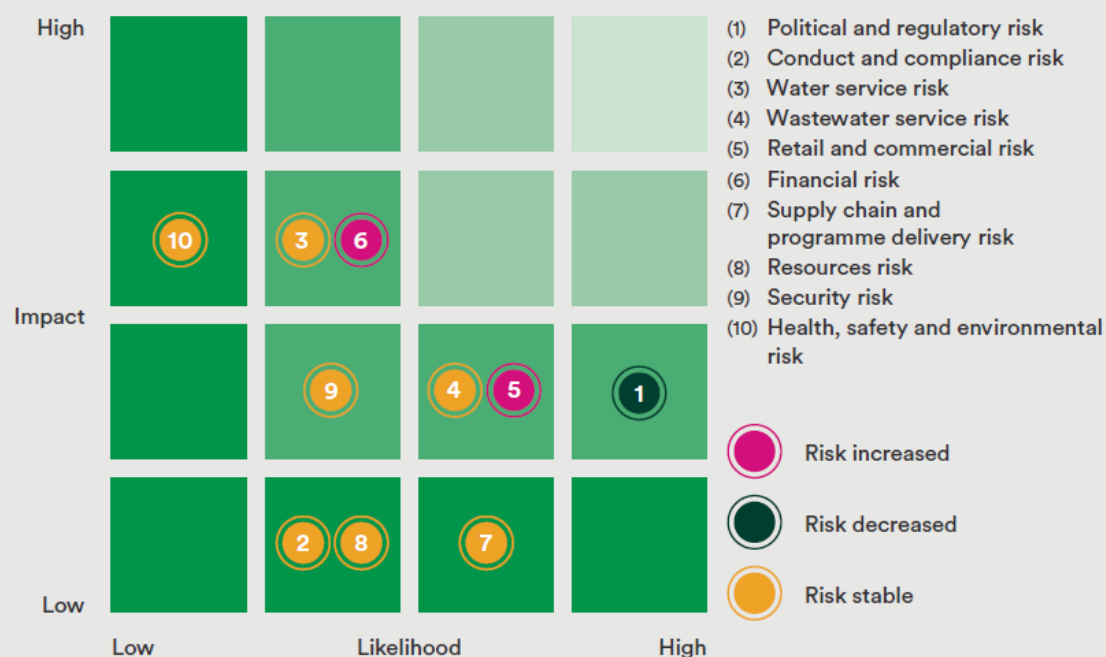 High
Impact
Low
Low
Likelihood
High
10
3
6
9
4
5
1
2
8
7
(1) Political and regulatory risk
(2) Conduct and compliance risk
(3) Water service risk
(4) Wastewater service risk
(5) Retail and commercial risk
(6) Financial risk
(7) Supply chain and
programme delivery risk
(8) Resources risk
(9) Security risk
(10) Health, safety and environmental
risk
Risk increased
Risk decreased
Risk stable